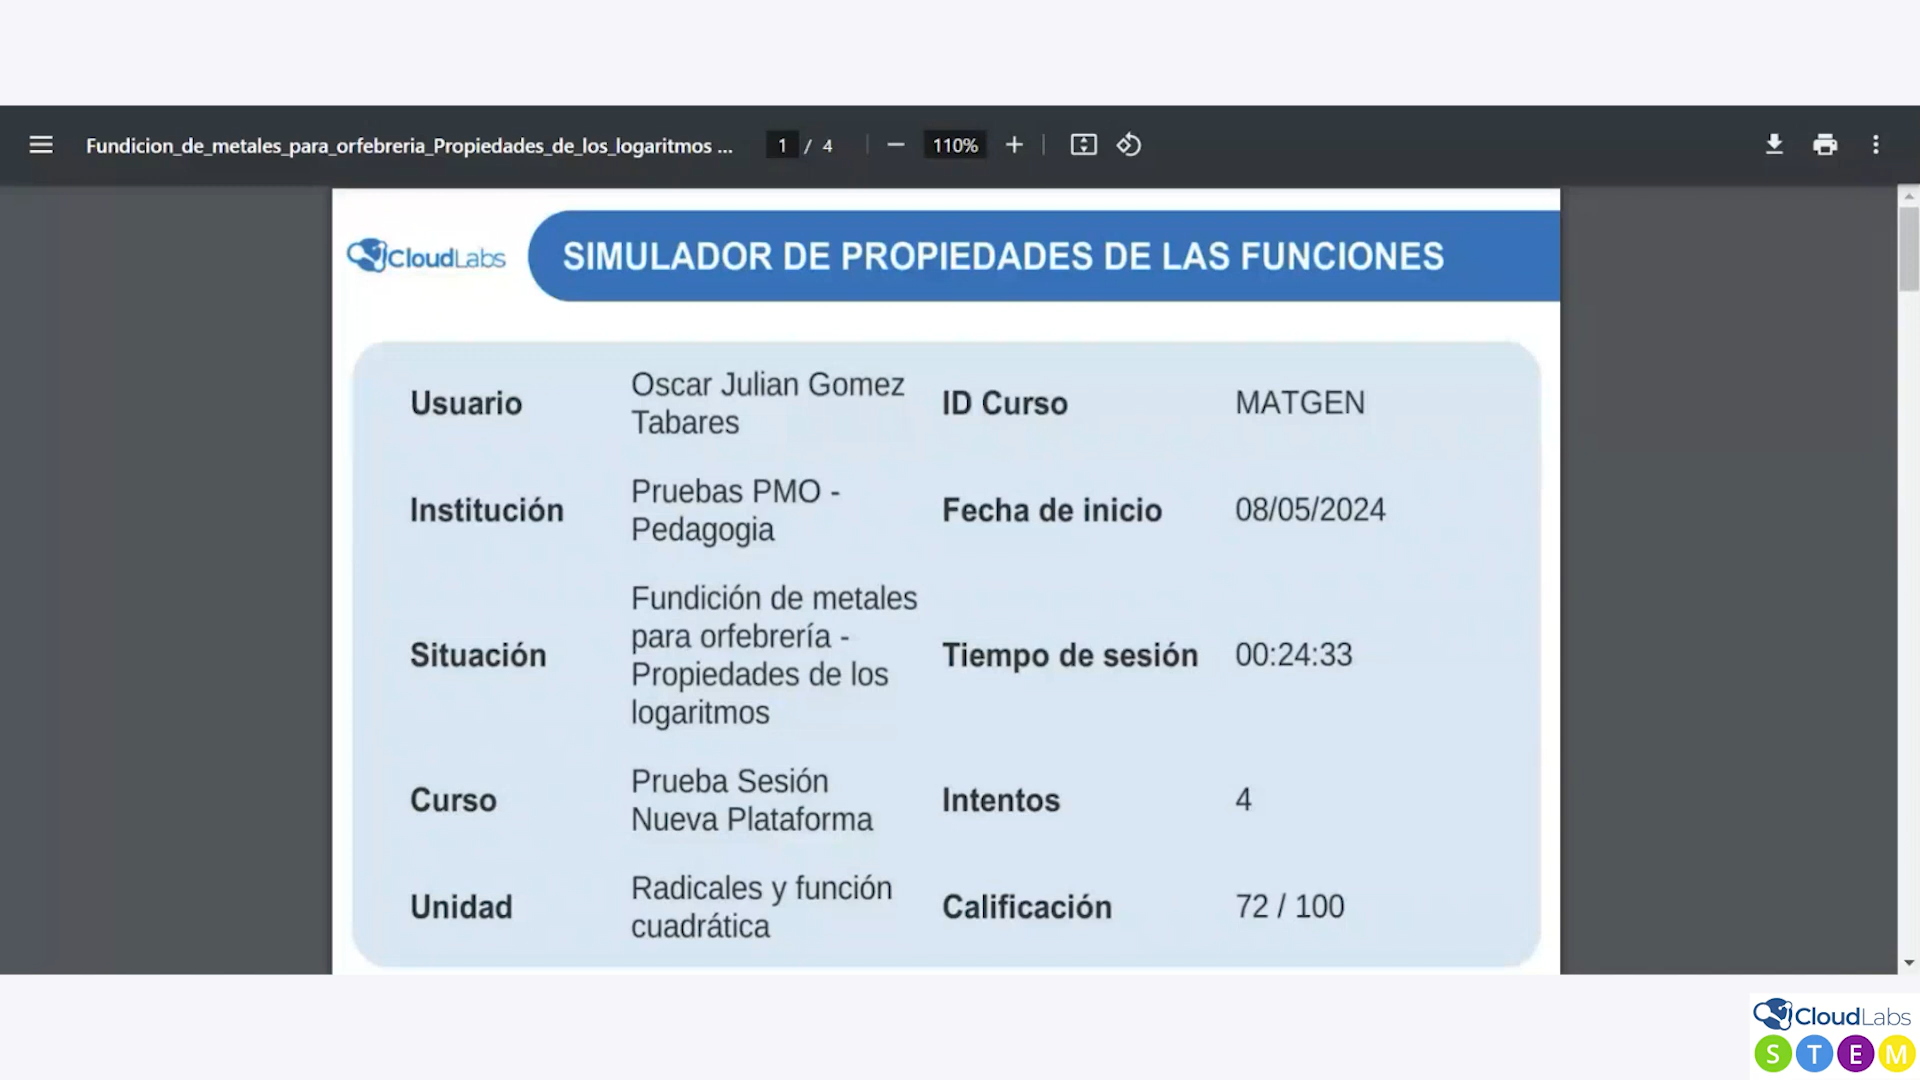 Fundicion_de_metales_para_orfebreria_Propiedades_de_los_logaritmos ...
1 / 4
110%
CloudLabs
SIMULADOR DE PROPIEDADES DE LAS FUNCIONES
Usuario
Oscar Julian Gomez
Tabares
ID Curso
MATGEN
Institución
Pruebas PMO -
Pedagogia
Fecha de inicio
08/05/2024
Situación
Fundición de metales
para orfebrería -
Propiedades de los
logaritmos
Tiempo de sesión
00:24:33
Curso
Prueba Sesión
Nueva Plataforma
Intentos
4
Unidad
Radicales y función
cuadrática
Calificación
72 / 100
CloudLabs
S T E M